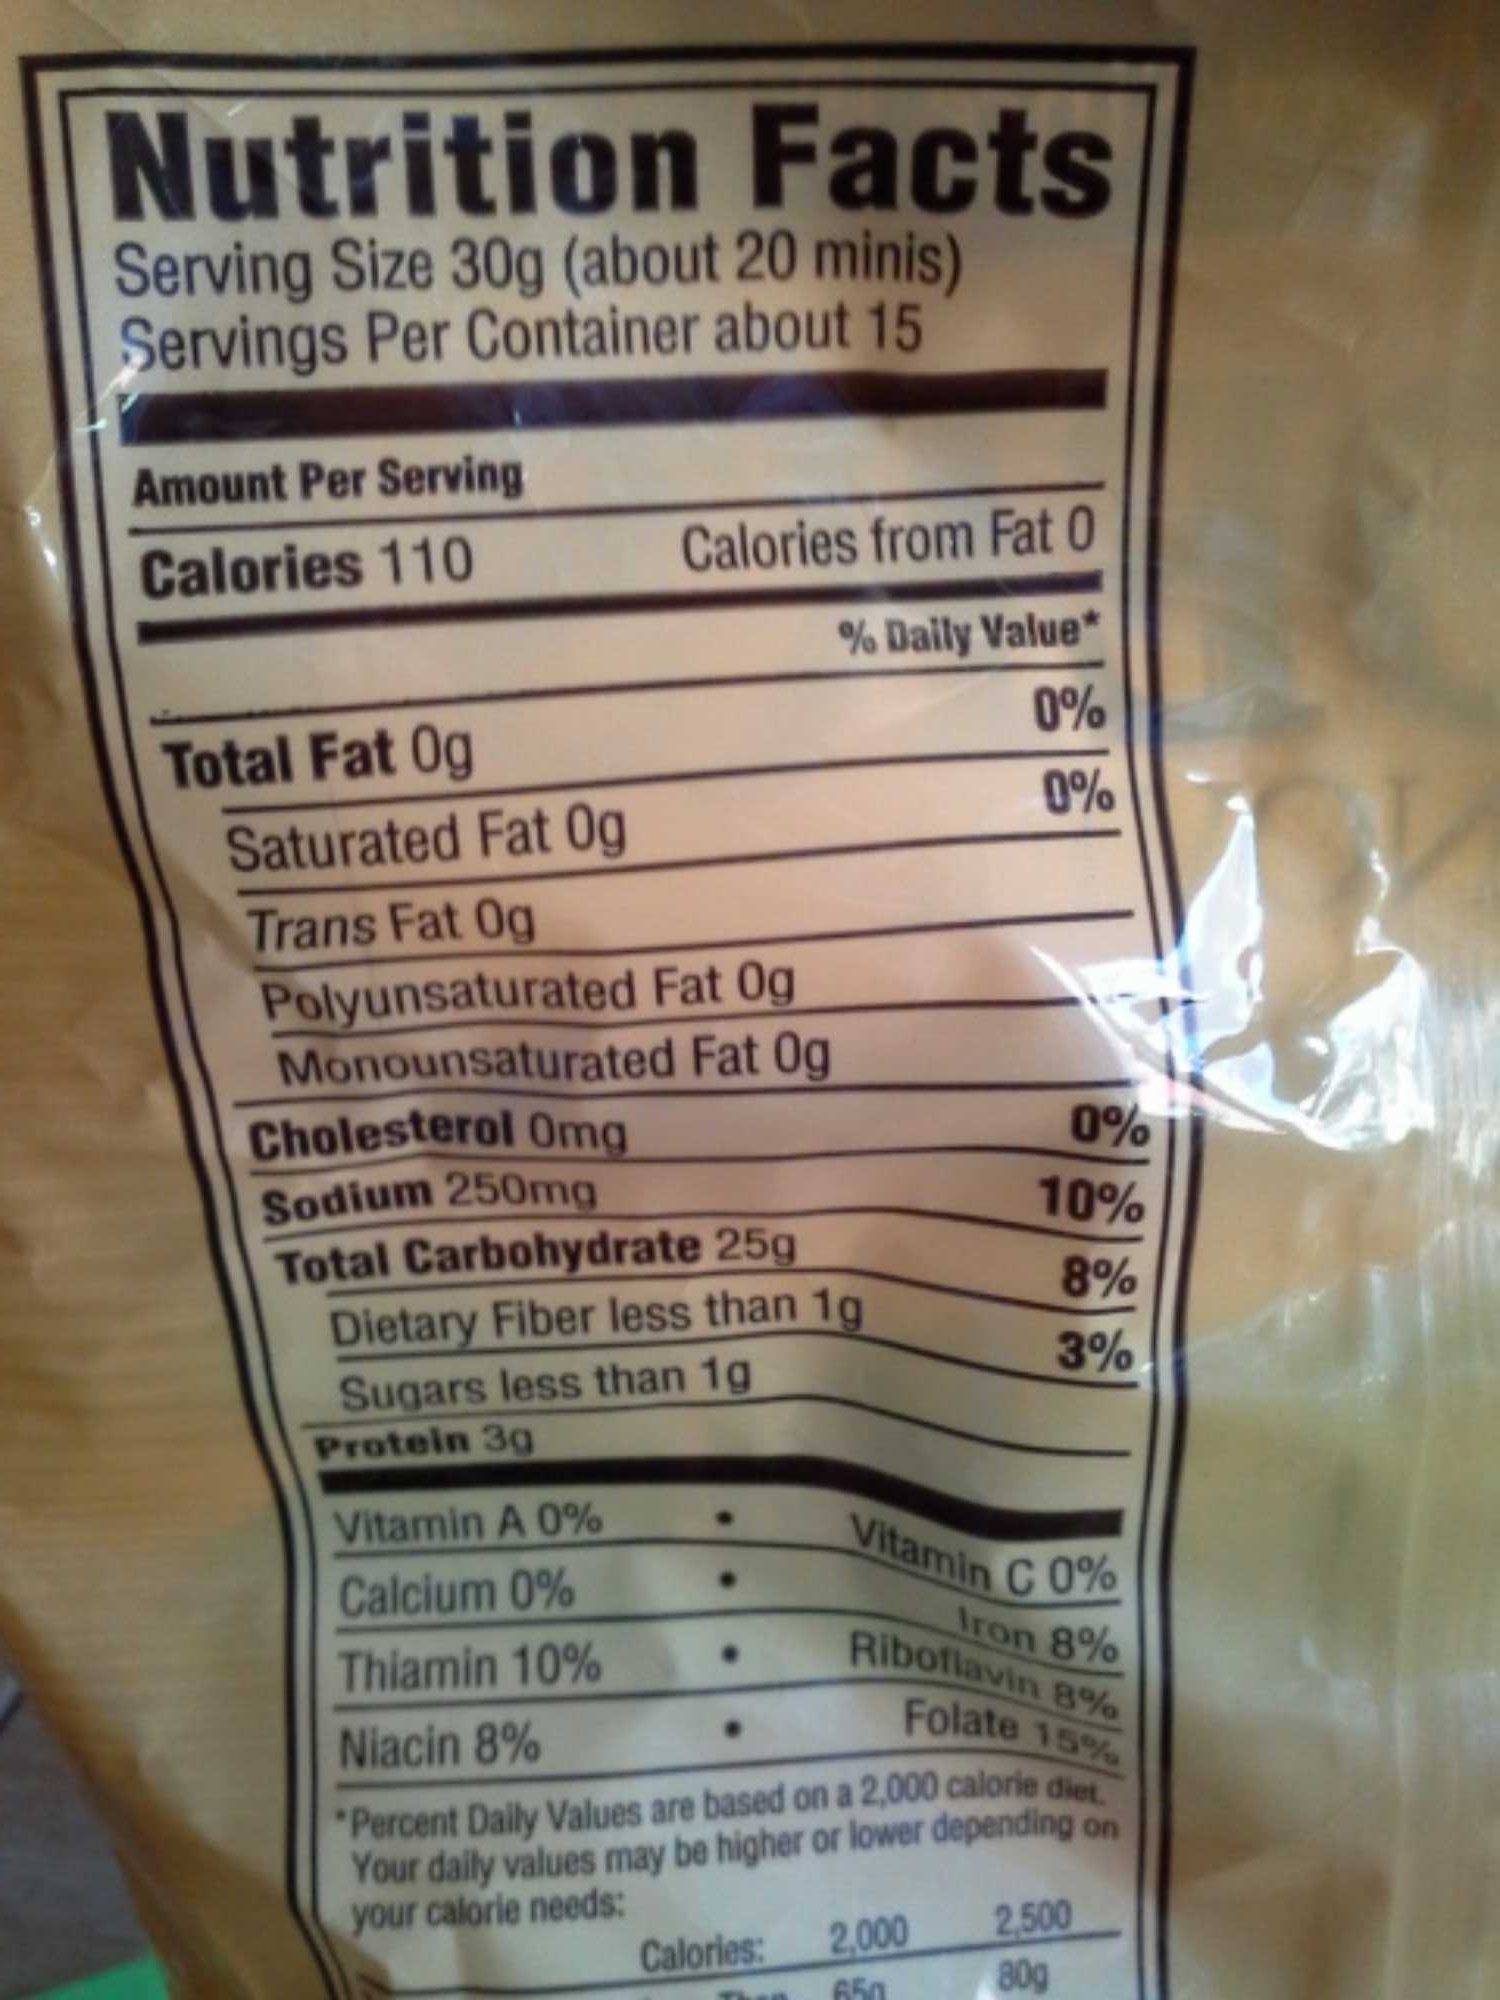 Nutrition Facts
Serving Size 30g (about 20 minis)
Servings Per Container about 15
Amount Per Serving
Calories 110 Calories from Fat 0
% Daily Value*
Total Fat 0g 0%
Saturated Fat 0g 0%
Trans Fat 0g
Polyunsaturated Fat 0g
Monounsaturated Fat 0g
Cholesterol 0mg 0%
Sodium 250mg 10%
Total Carbohydrate 25g 8%
Dietary Fiber less than 1g 3%
Sugars less than 1g
Protein 3g
Vitamin A 0% • Vitamin C 0%
Calcium 0% • Iron 8%
Thiamin 10% • Riboflavin 8%
Niacin 8% • Folate 15%
*Percent Daily Values are based on a 2,000 calorie diet.
Your daily values may be higher or lower depending on
your calorie needs:
Calories: 2,000 2,500
Than 65g 80g